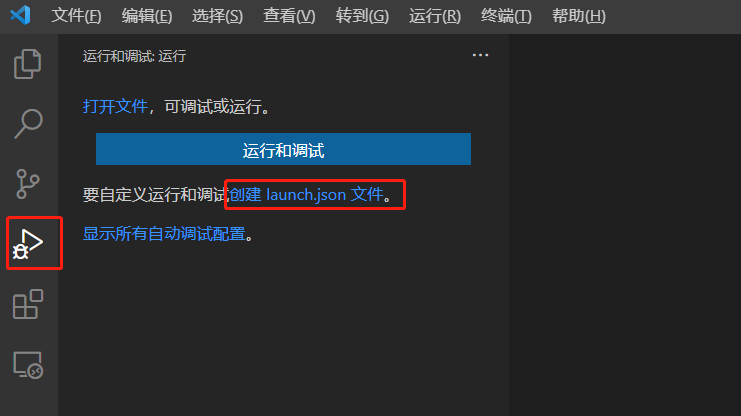 文件(F) 编辑(E) 选择(S) 查看(V) 转到(G) 运行(R) 终端(T) 帮助(H)
运行和调试: 运行
打开文件，可调试或运行。
运行和调试
要自定义运行和调试创建 launch.json 文件。
显示所有自动调试配置。